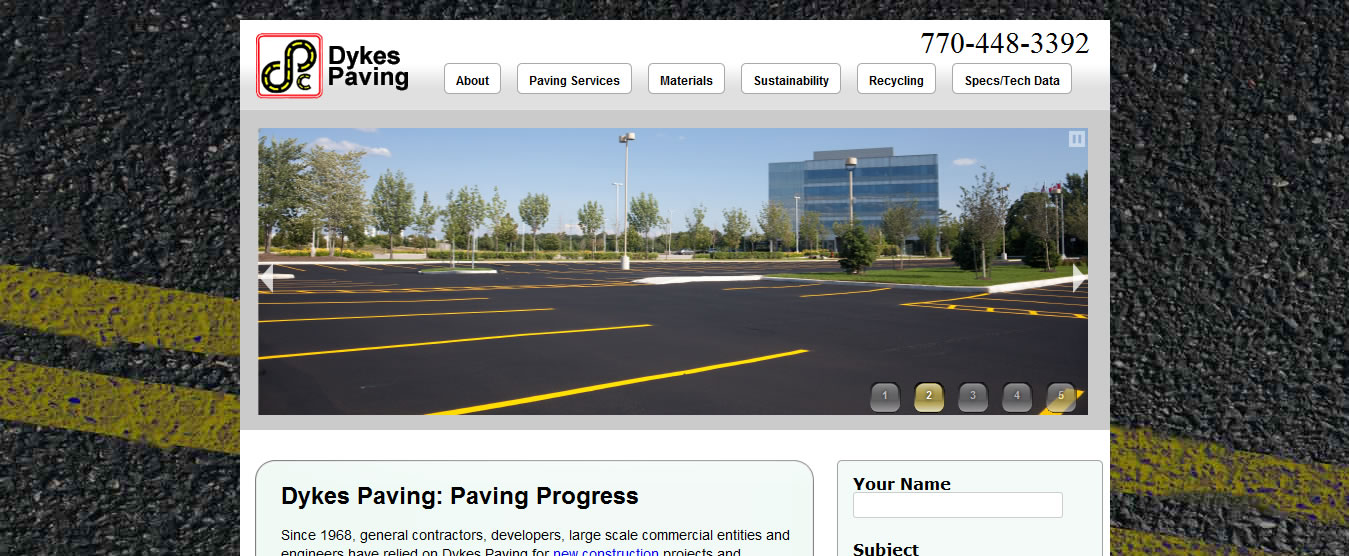 Dykes
Paving
C
770-448-3392
About
Paving Services
Materials
Sustainability
Recycling
Specs/Tech Data
1
2
3
4
5
Dykes Paving: Paving Progress
Since 1968, general contractors, developers, large scale commercial entities and
engineers have relied on Dykes Paving for new construction projects and
Your Name
Subject